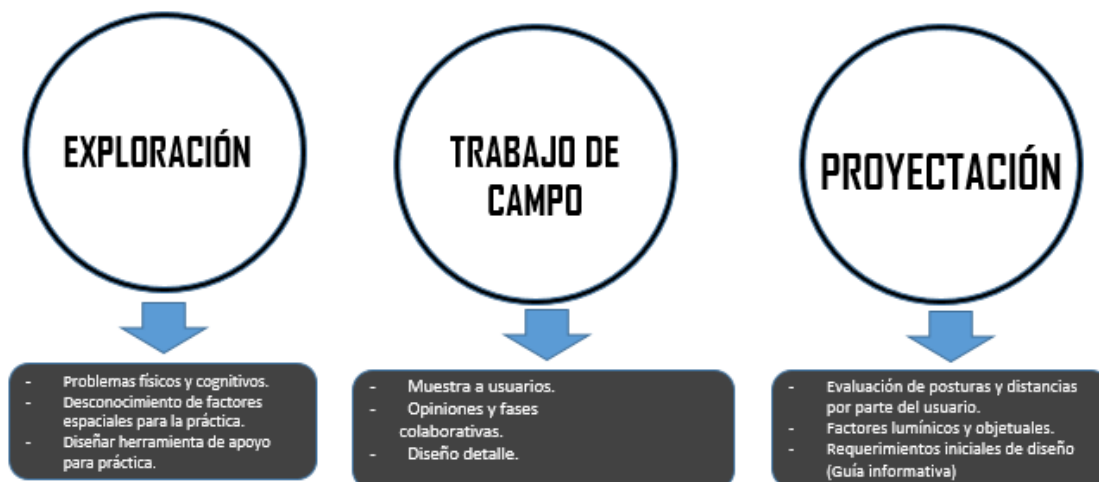 EXPLORACIÓN
- Problemas físicos y cognitivos.
- Desconocimiento de factores
espaciales para la práctica.
- Diseñar herramienta de apoyo
para práctica.
TRABAJO DE
CAMPO
- Muestra a usuarios.
- Opiniones y fases
colaborativas.
- Diseño detalle.
PROYECTACIÓN
- Evaluación de posturas y distancias
por parte del usuario.
- Factores lumínicos y objetuales.
- Requerimientos iniciales de diseño
(Guía informativa)